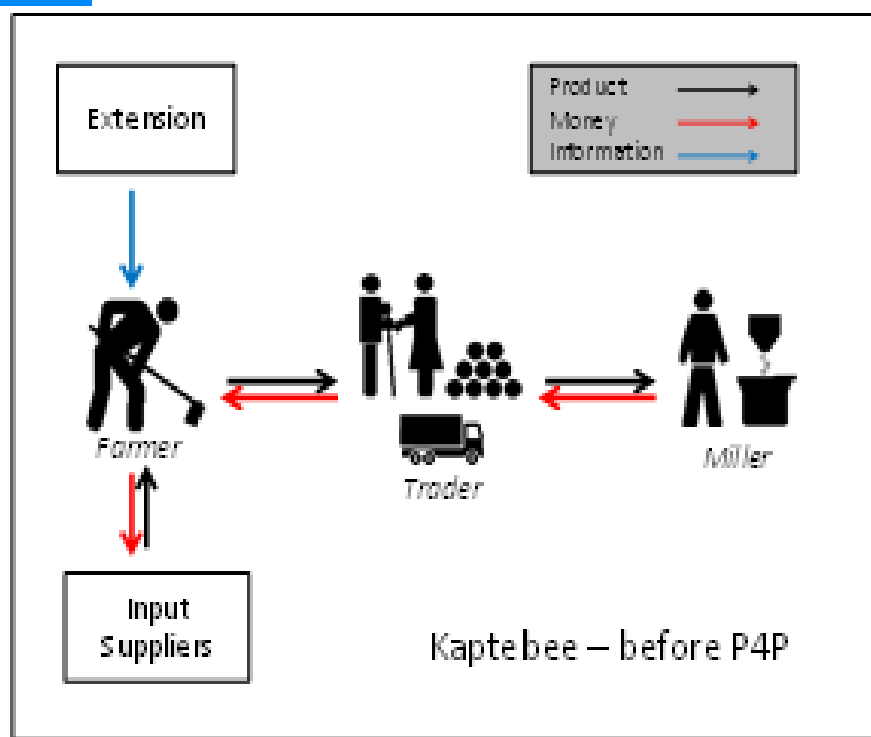 Extension
Product
Money
Information
Farmer
Trader
Miller
Input
Suppliers
Kaptebee – before P4P